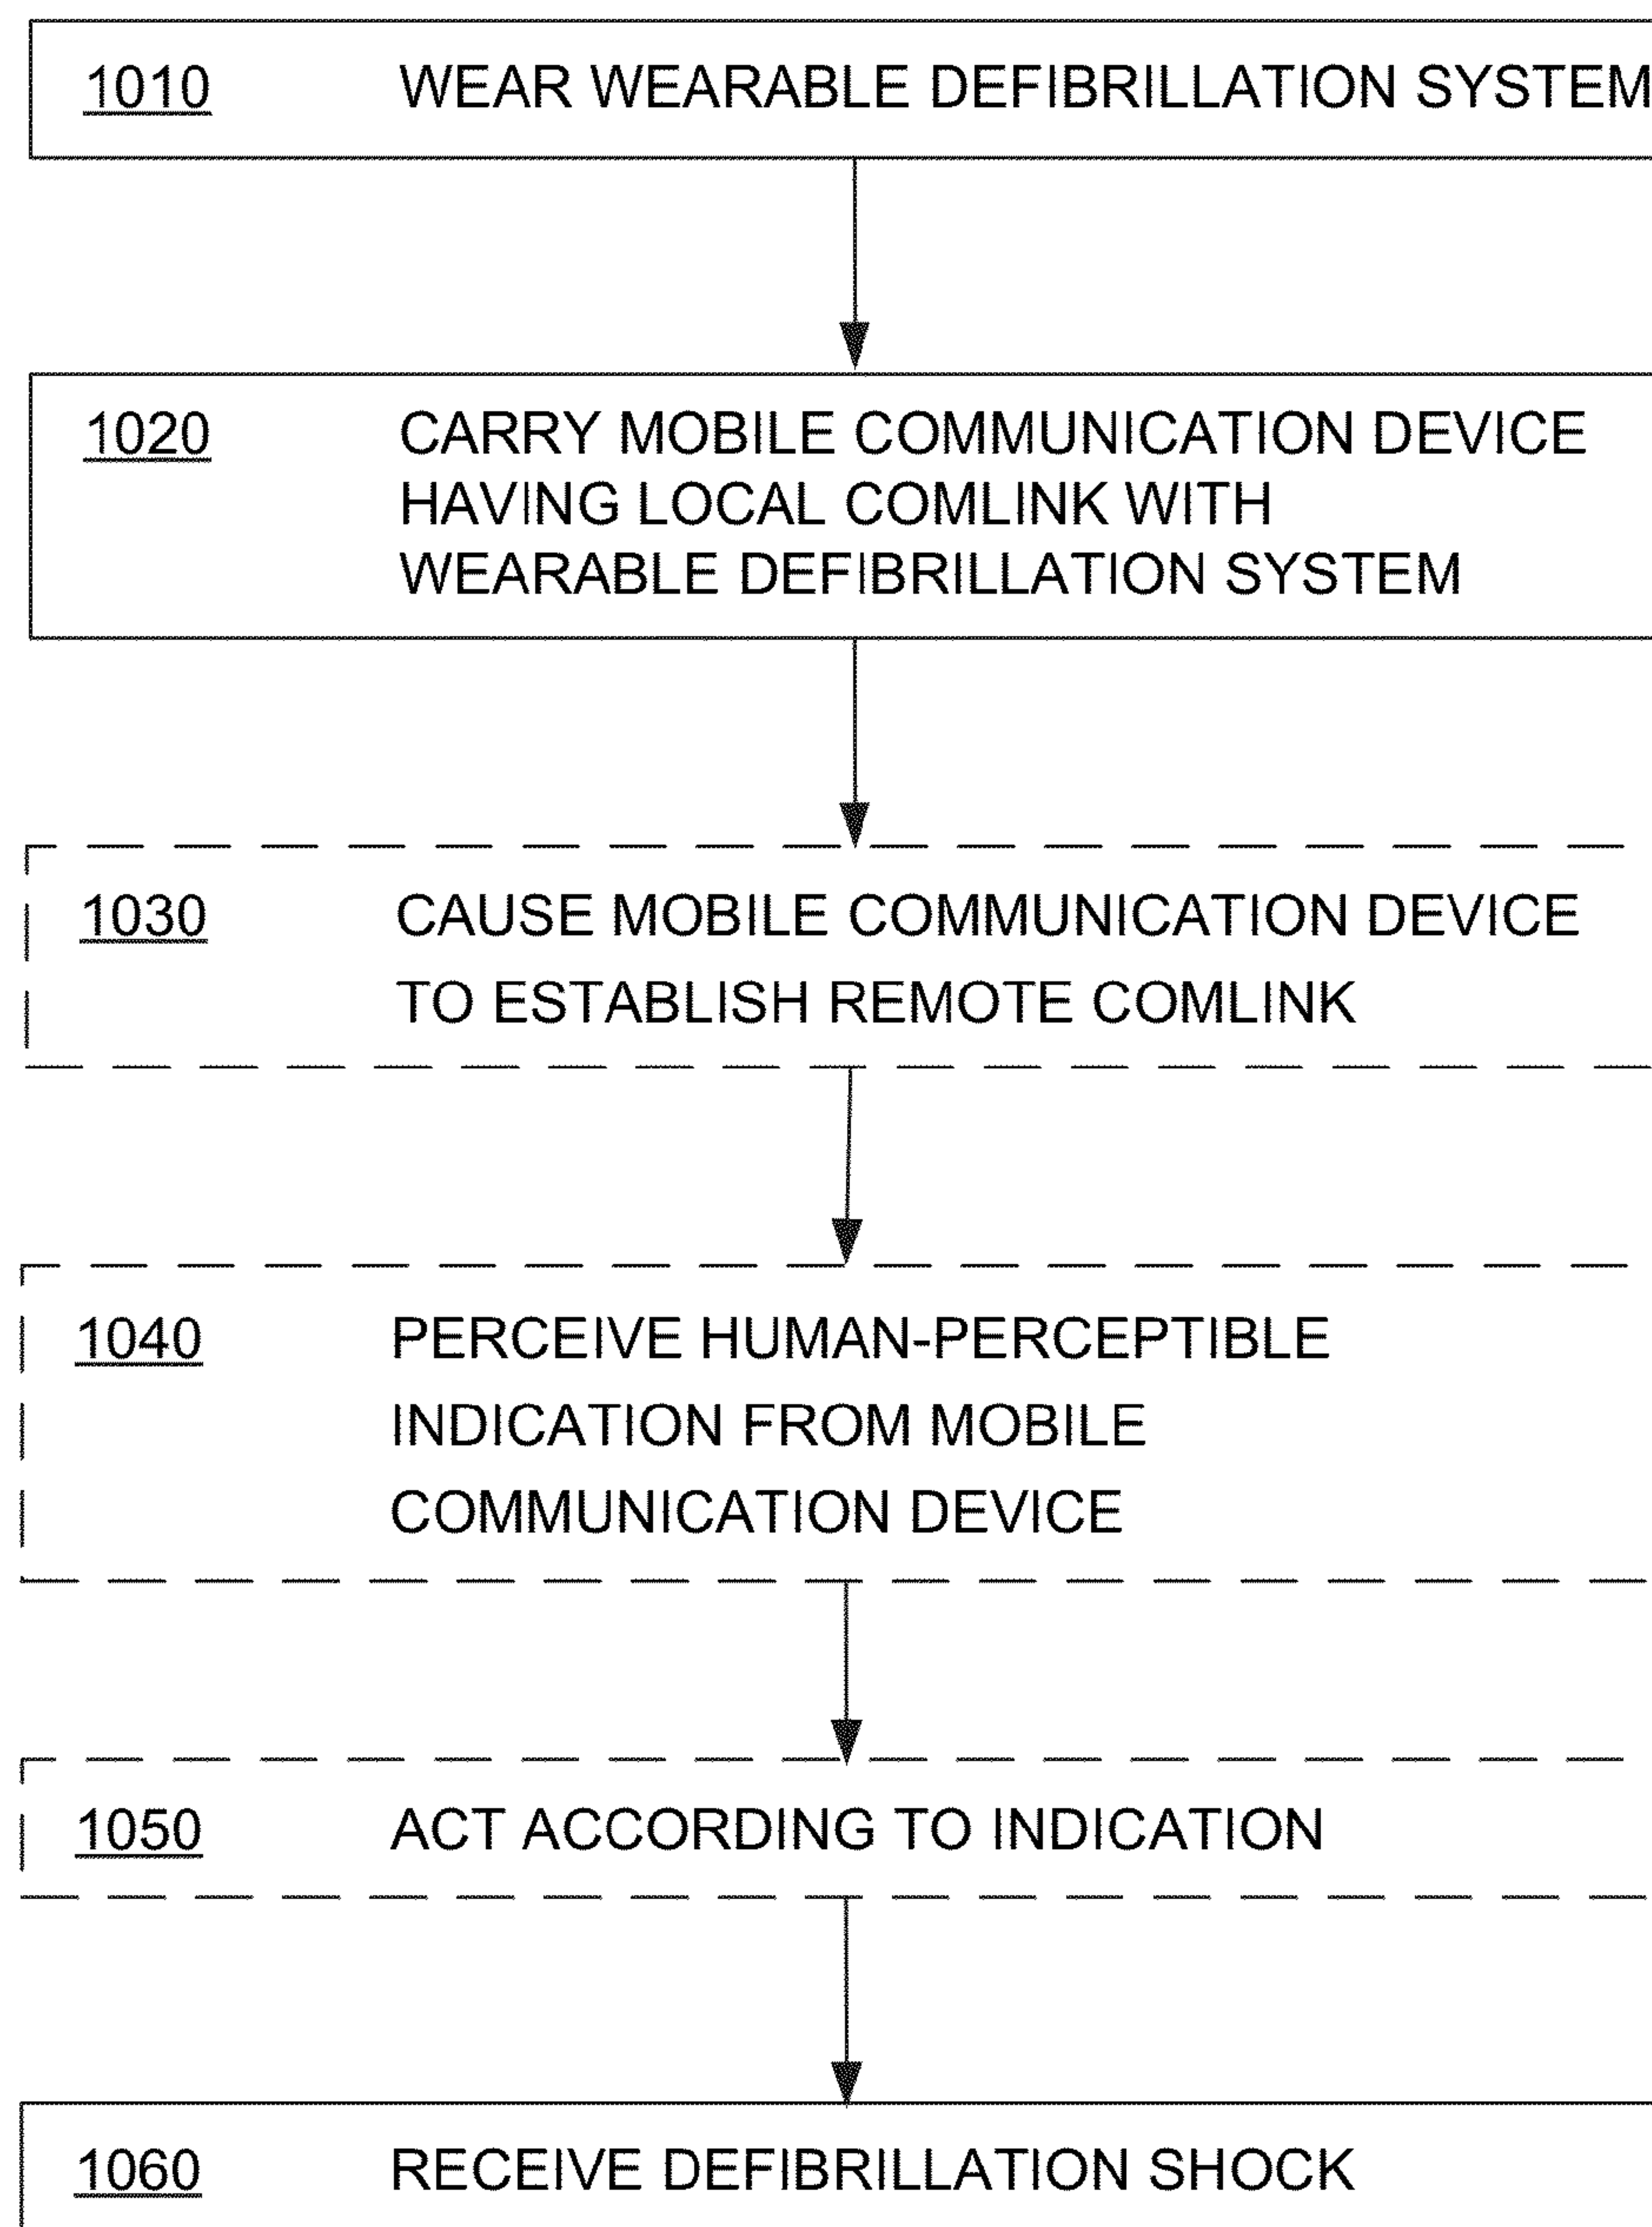 1010 WEAR WEARABLE DEFIBRILLATION SYSTEM
1020 CARRY MOBILE COMMUNICATION DEVICE
HAVING LOCAL COMLINK WITH
WEARABLE DEFIBRILLATION SYSTEM
1030 CAUSE MOBILE COMMUNICATION DEVICE
TO ESTABLISH REMOTE COMLINK
1040 PERCEIVE HUMAN-PERCEPTIBLE
INDICATION FROM MOBILE
COMMUNICATION DEVICE
1050 ACT ACCORDING TO INDICATION
1060 RECEIVE DEFIBRILLATION SHOCK